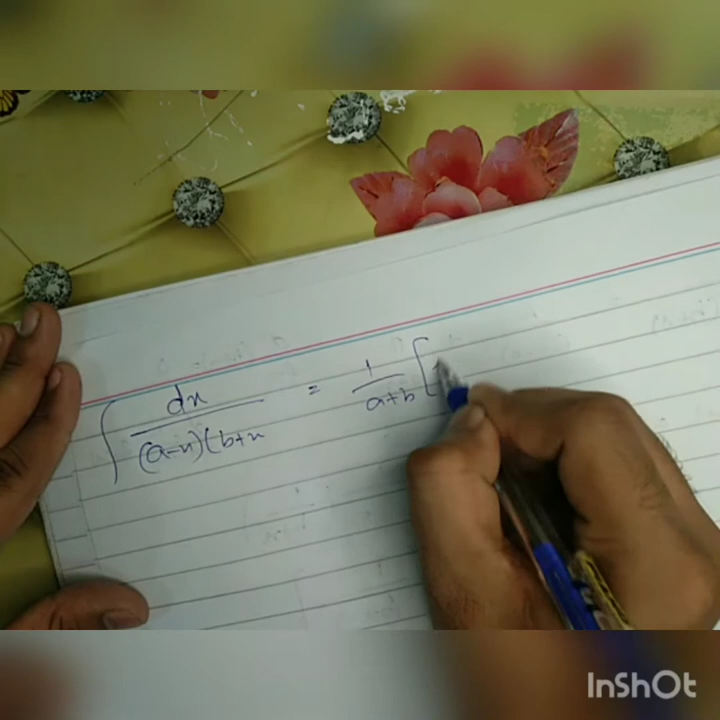 ∫ dx / (a-x)(b+x = 1 / a+b [
InShOt